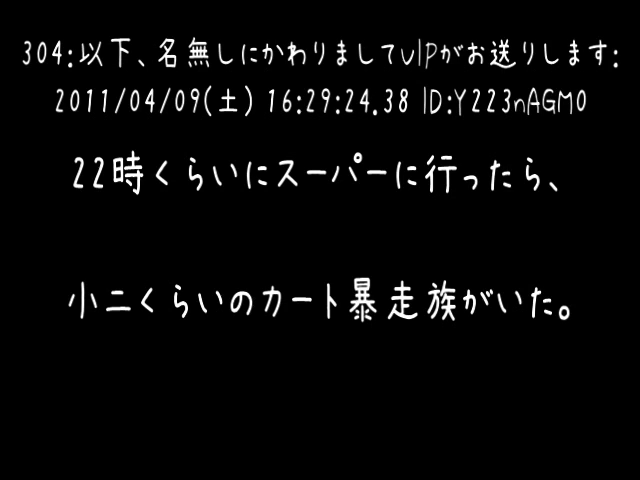 304:以下、名無しにかわりましてVIPがお送りします:
2011/04/09(土) 16:29:24.38 ID:Y223nAGM0
22時くらいにスーパーに行ったら、
小二くらいのカート暴走族がいた。